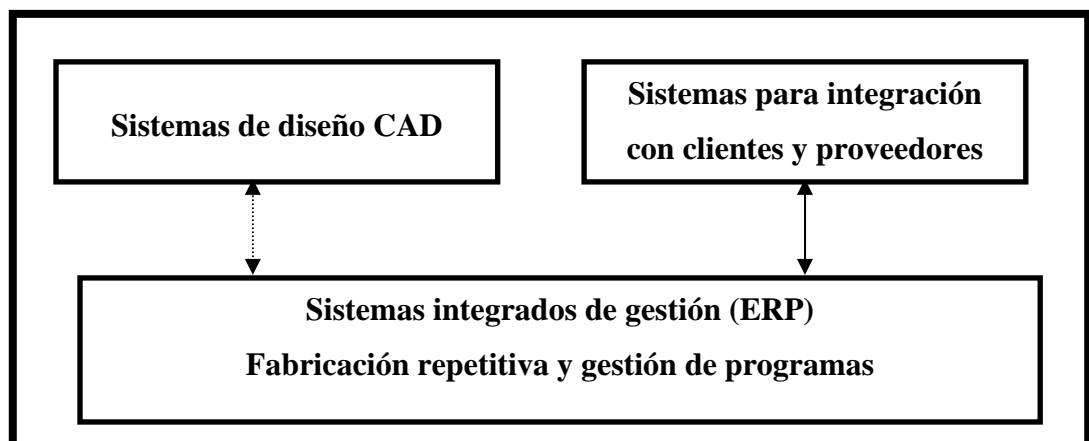 Sistemas de diseño CAD
Sistemas para integración
con clientes y proveedores
Sistemas integrados de gestión (ERP)
Fabricación repetitiva y gestión de programas